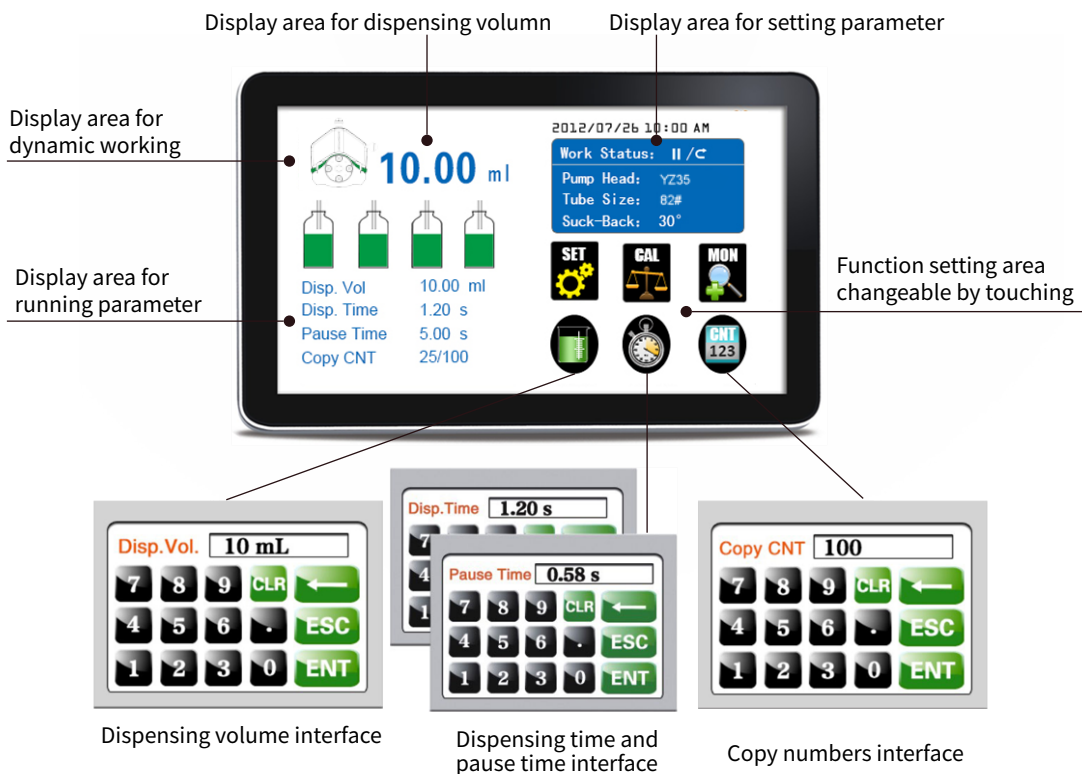 Display area for dispensing volumn
Display area for setting parameter
Display area for
dynamic working
10.00 ml
2012/07/26 10:00 AM
Work Status: II /
Pump Head: YZ35
Tube Size: 82#
Suck-Back: 30°
SET
CAL
MON
Display area for
running parameter
Disp. Vol 10.00 ml
Disp. Time 1.20 s
Pause Time 5.00 s
Copy CNT 25/100
CNT
123
Function setting area
changeable by touching
Disp.Vol. 10 mL
7 8 9 CLR ←
4 5 6 . ESC
1 2 3 0 ENT
Dispensing volume interface
Disp.Time 1.20 s
7
4
1
Pause Time 0.58 s
7 8 9 CLR ←
4 5 6 . ESC
1 2 3 0 ENT
Dispensing time and
pause time interface
Copy CNT 100
7 8 9 CLR ←
4 5 6 . ESC
1 2 3 0 ENT
Copy numbers interface